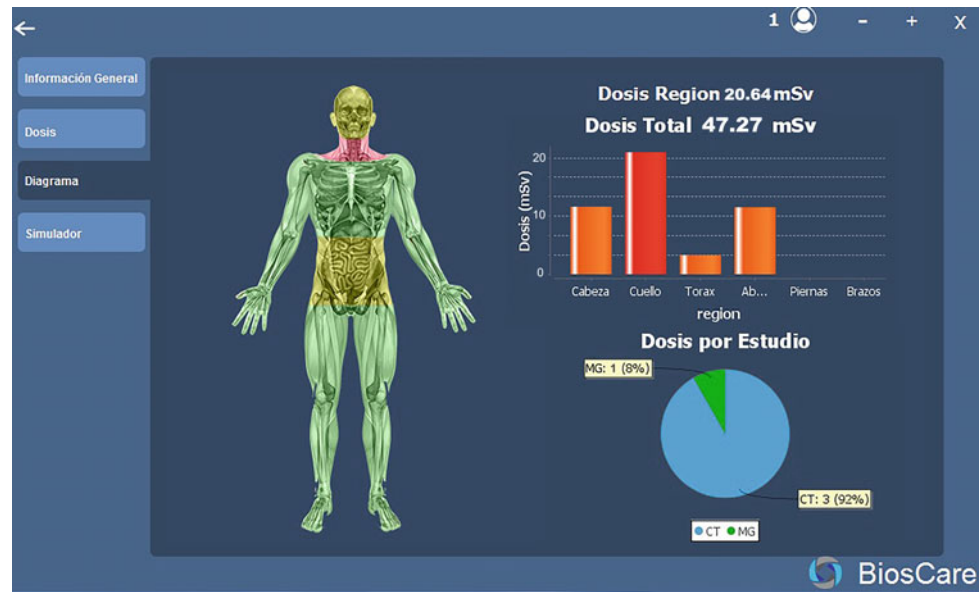 1
- + X
Información General
Dosis
Diagrama
Simulador
Dosis Region 20.64 mSv
Dosis Total 47.27 mSv
Dosis (mSv)
20
10
0
Cabeza Cuello Torax Ab... Piernas Brazos
region
Dosis por Estudio
MG: 1 (8%)
CT: 3 (92%)
CT MG
BiosCare